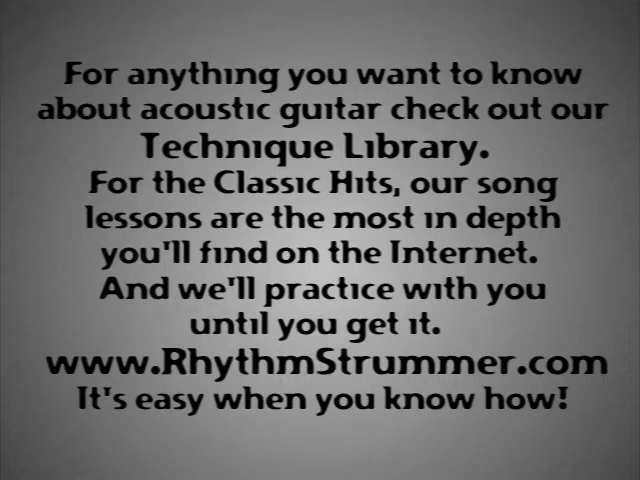 For anything you want to know
about acoustic guitar check out our
Technique Library.
For the Classic Hits, our song
lessons are the most in depth
you'll find on the Internet.
And we'll practice with you
until you get it.
www.RhythmStrummer.com
It's easy when you know how!